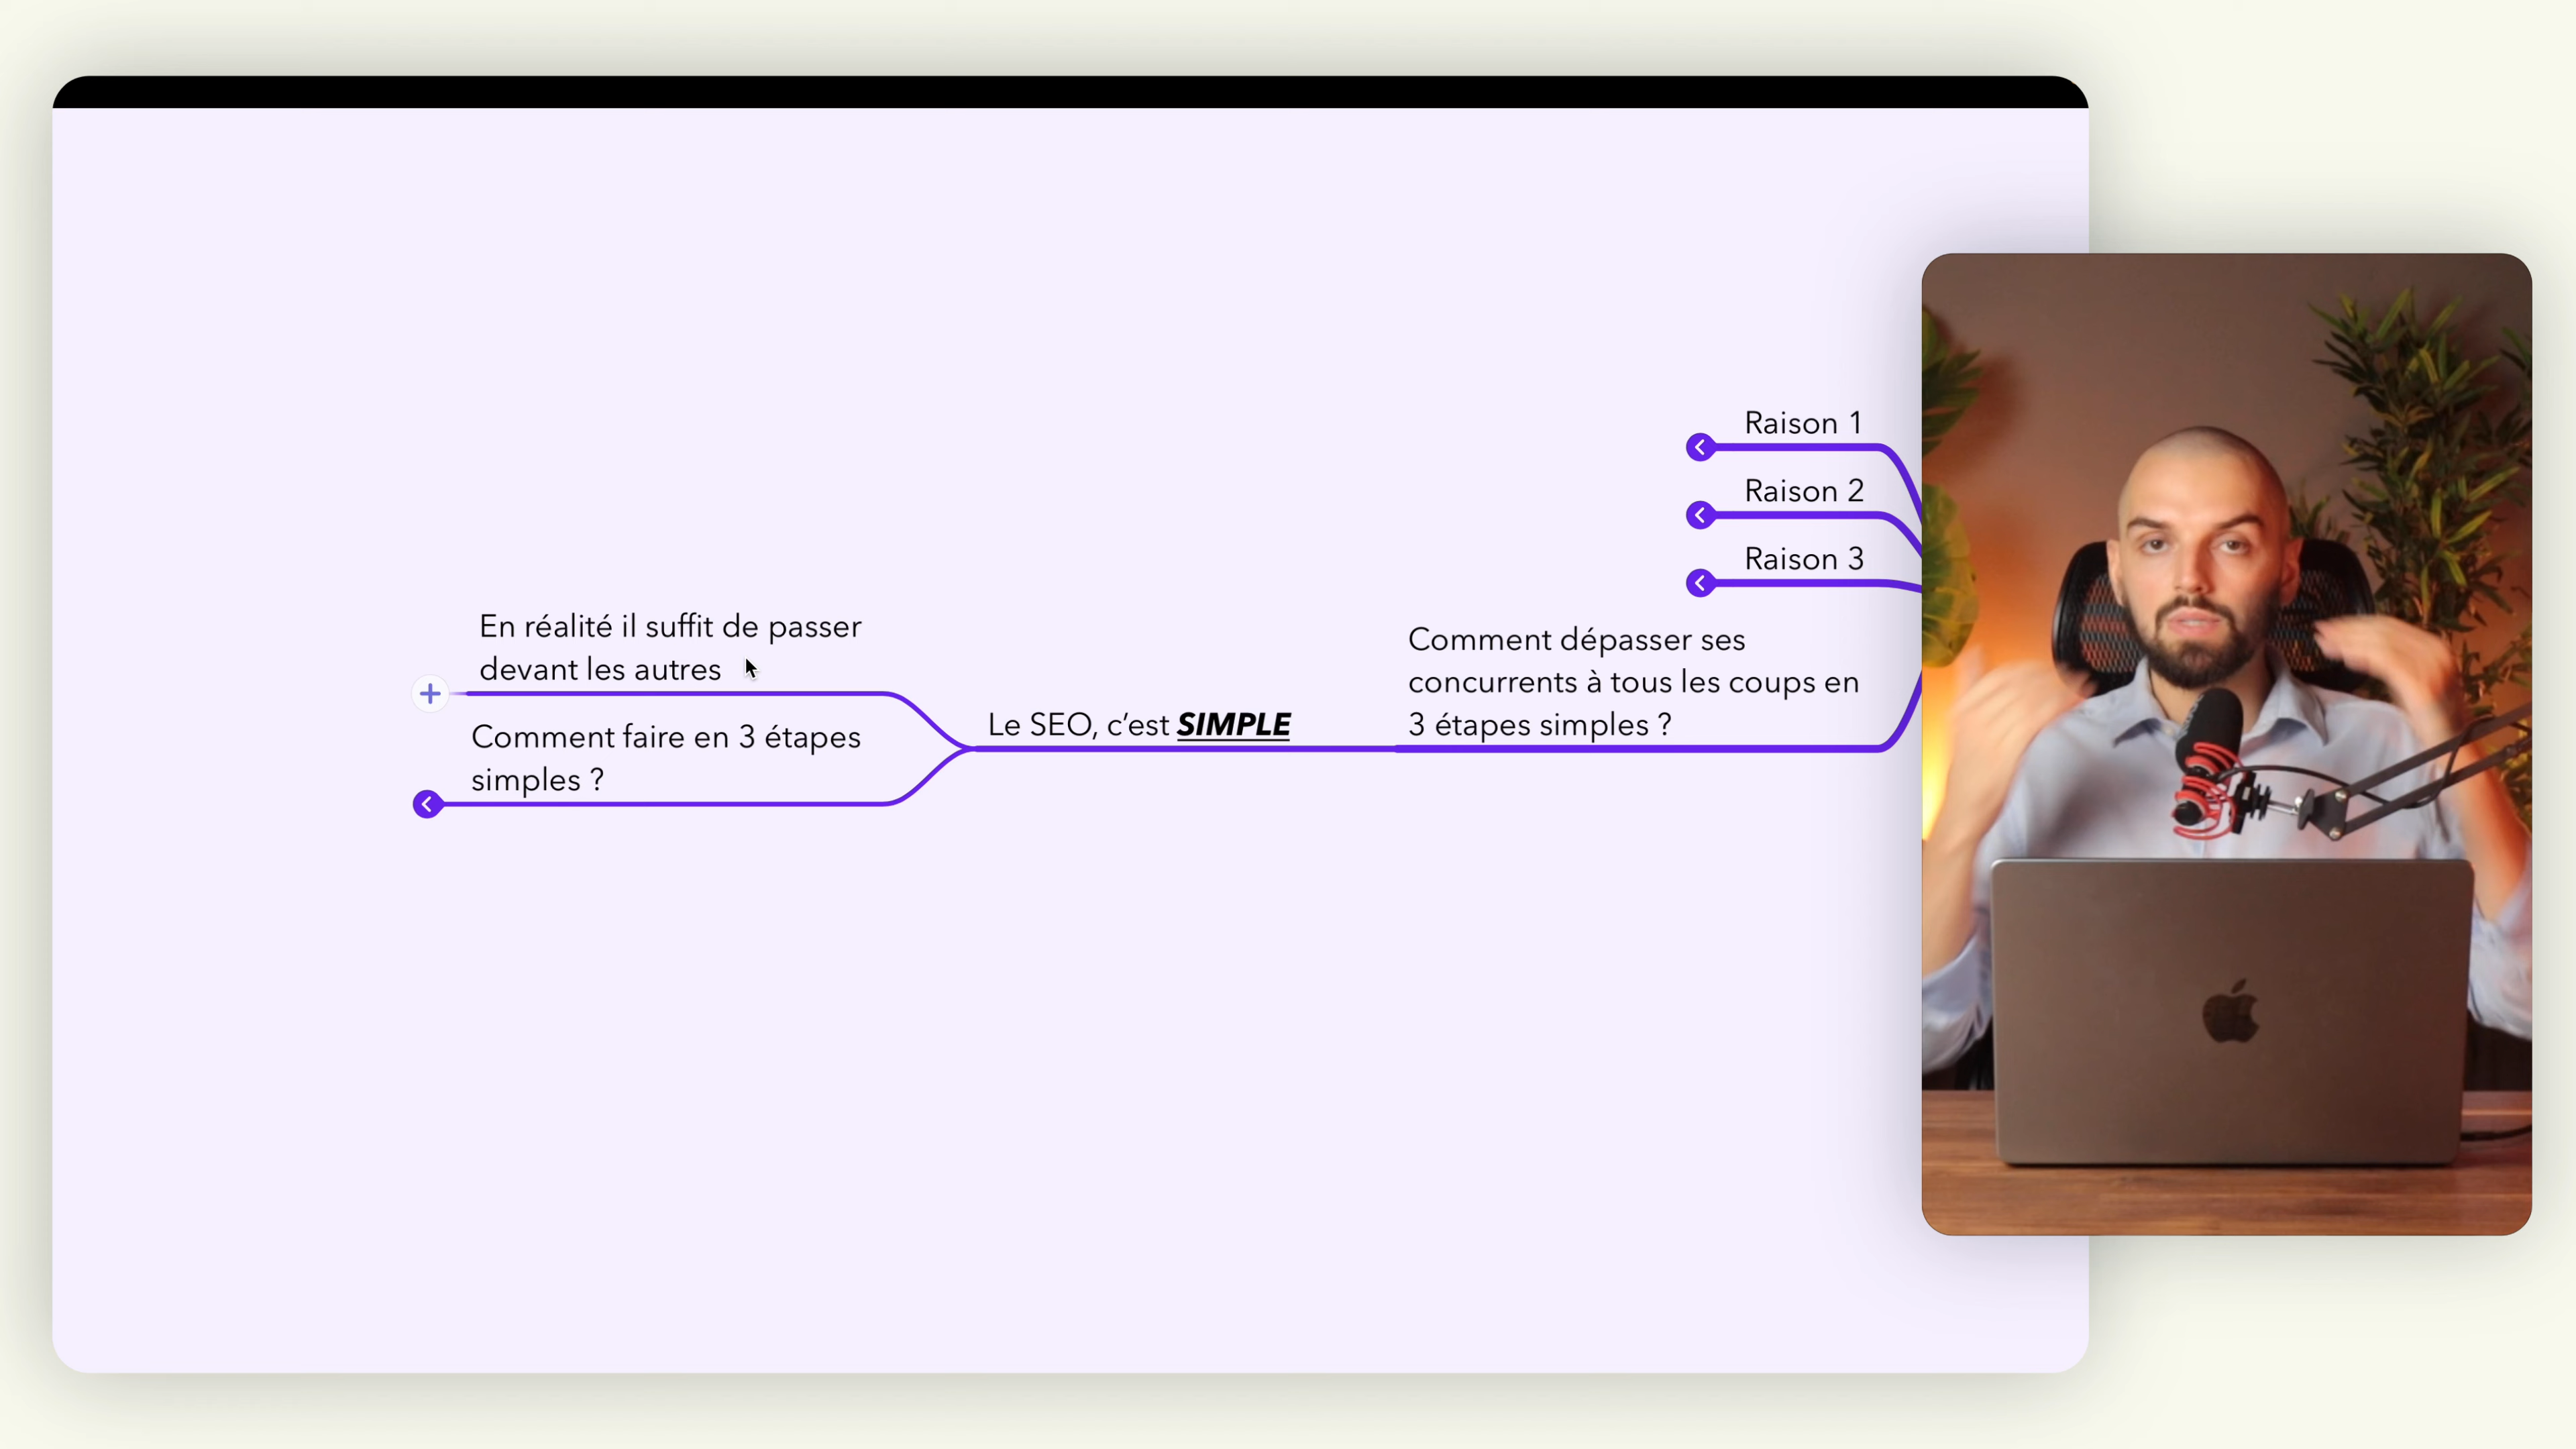 Raison 1
Raison 2
Raison 3
En réalité il suffit de passer
devant les autres
Comment faire en 3 étapes
simples ?
Le SEO, c’est SIMPLE
Comment dépasser ses
concurrents à tous les coups en
3 étapes simples ?